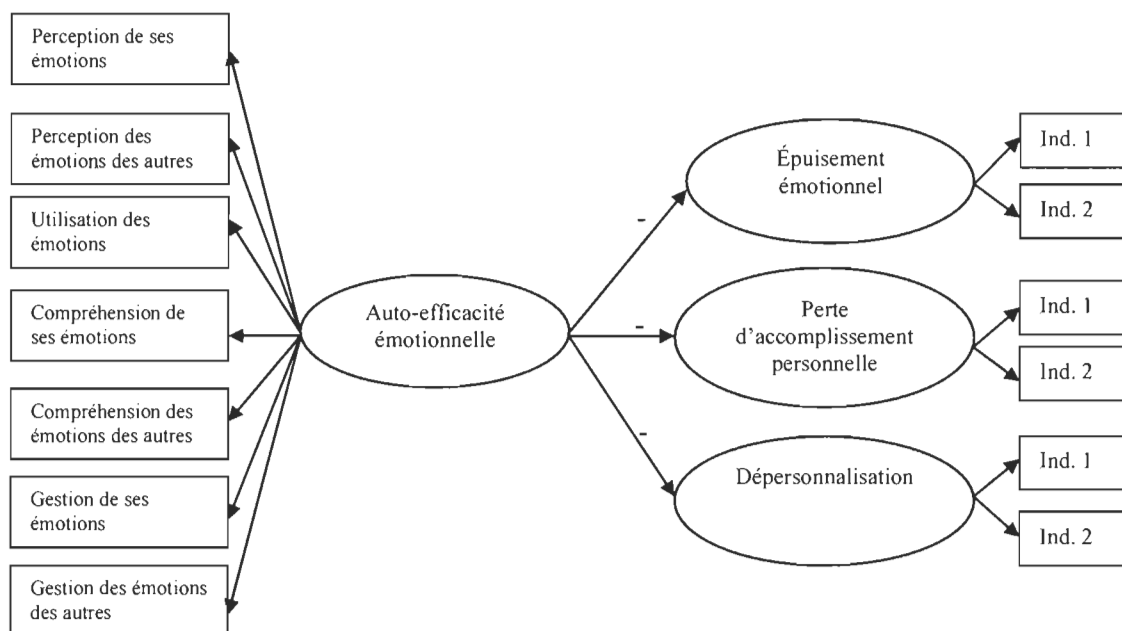 Perception de ses
émotions
Perception des
émotions des autres
Utilisation des
émotions
Compréhension de
ses émotions
Compréhension des
émotions des autres
Gestion de ses
émotions
Gestion des émotions
des autres
Auto-efficacité
émotionnelle
-
-
-
Épuisement
émotionnel
Perte
d'accomplissement
personnelle
Dépersonnalisation
Ind. 1
Ind. 2
Ind. 1
Ind. 2
Ind. 1
Ind. 2